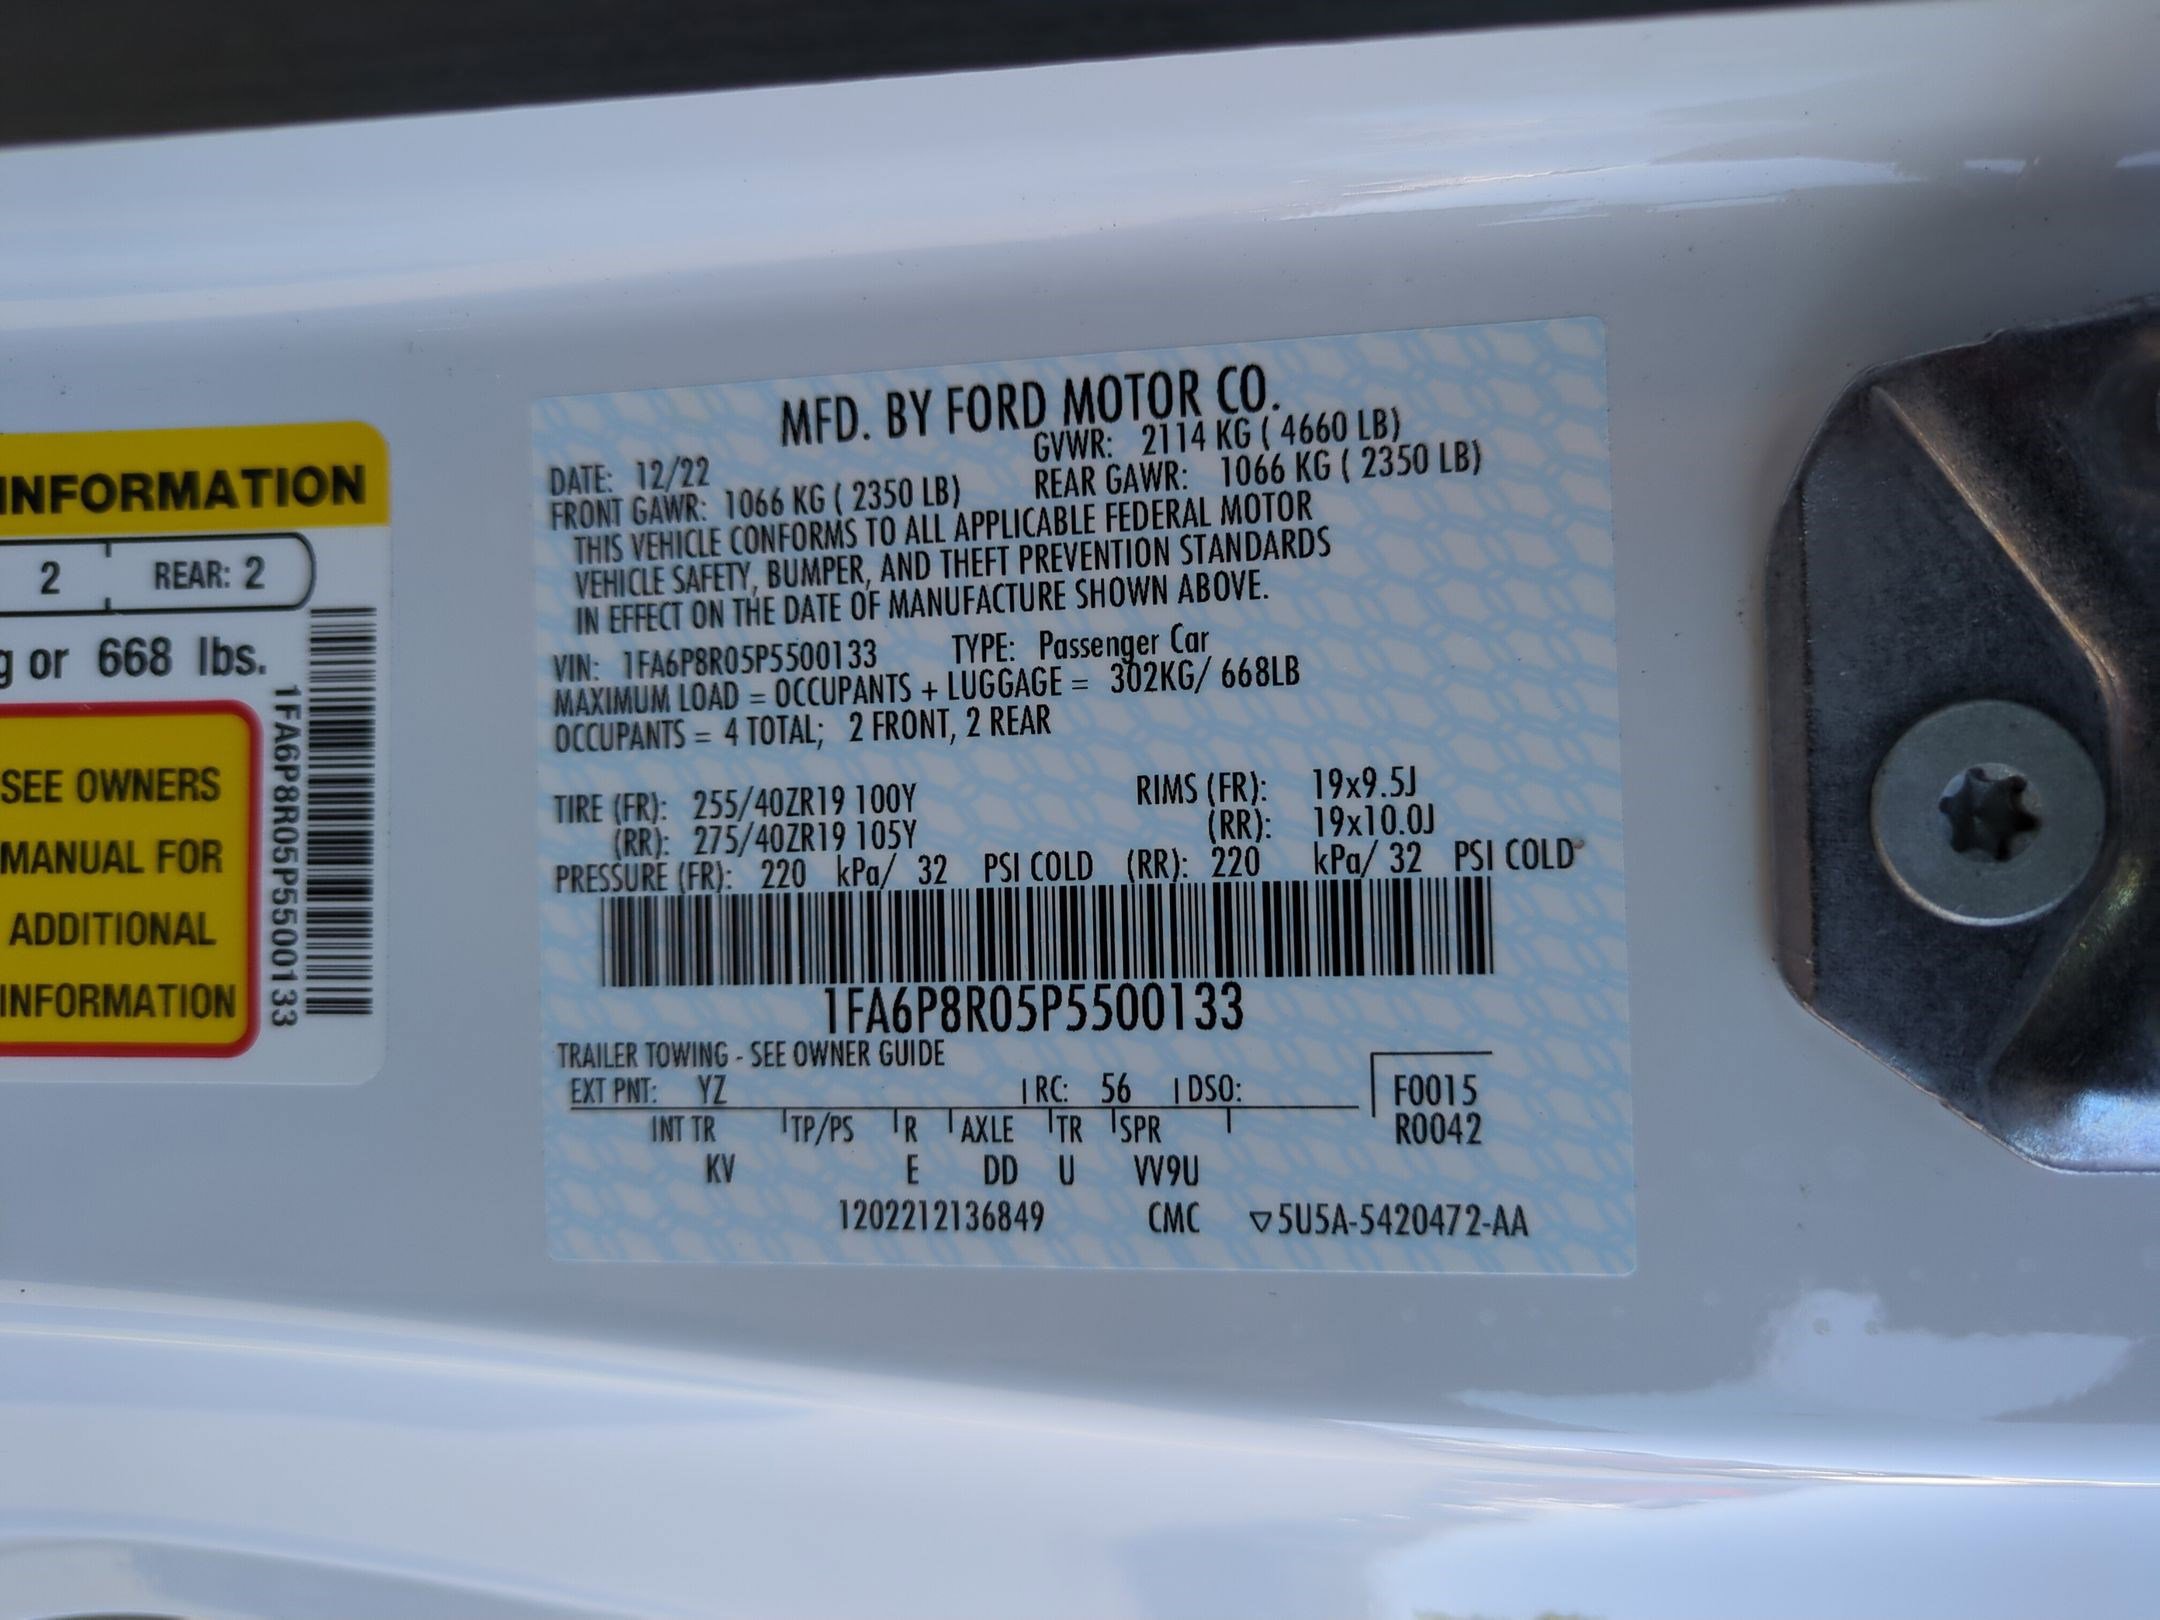 INFORMATION
2 REAR: 2
g or 668 lbs.
SEE OWNERS
MANUAL FOR
ADDITIONAL
INFORMATION
1FA6P8R05P5500133
MFD. BY FORD MOTOR CO.
DATE: 12/22 GVWR: 2114 KG ( 4660 LB)
FRONT GAWR: 1066 KG ( 2350 LB) REAR GAWR: 1066 KG ( 2350 LB)
THIS VEHICLE CONFORMS TO ALL APPLICABLE FEDERAL MOTOR
VEHICLE SAFETY, BUMPER, AND THEFT PREVENTION STANDARDS
IN EFFECT ON THE DATE OF MANUFACTURE SHOWN ABOVE.
VIN: 1FA6P8R05P5500133 TYPE: Passenger Car
MAXIMUM LOAD = OCCUPANTS + LUGGAGE = 302KG/ 668LB
OCCUPANTS = 4 TOTAL; 2 FRONT, 2 REAR
TIRE (FR): 255/40ZR19 100Y RIMS (FR): 19x9.5J
(RR): 275/40ZR19 105Y (RR): 19x10.0J
PRESSURE (FR): 220 kPa/ 32 PSI COLD (RR): 220 kPa/ 32 PSI COLD
1FA6P8R05P5500133
TRAILER TOWING - SEE OWNER GUIDE
EXT PNT: YZ RC: 56 DSO: F0015
INT TR TP/PS R AXLE TR SPR R0042
KV E DD U VV9U
1202212136849 CMC ▽5U5A-5420472-AA